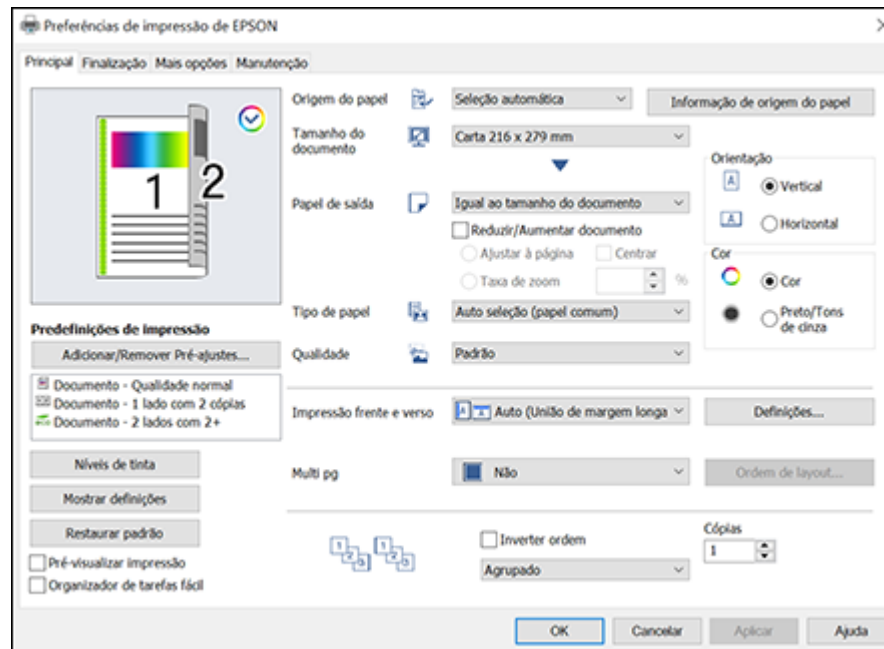 Preferências de impressão de EPSON
Principal Finalização Mais opções Manutenção
1 2
Predefinições de impressão
Adicionar/Remover Pré-ajustes...
Documento - Qualidade normal
Documento - 1 lado com 2 cópias
Documento - 2 lados com 2+
Níveis de tinta
Mostrar definições
Restaurar padrão
Pré-visualizar impressão
Organizador de tarefas fácil
Origem do papel Seleção automática Informação de origem do papel
Tamanho do
documento
Carta 216 x 279 mm
Papel de saída Igual ao tamanho do documento
Reduzir/Aumentar documento
Ajustar à página Centrar
Taxa de zoom %
Orientação
A Vertical
A Horizontal
Cor
Cor
Preto/Tons
de cinza
Tipo de papel Auto seleção (papel comum)
Qualidade Padrão
Impressão frente e verso Auto (União de margem longa Definições...
Multi pg Não Ordem de layout...
1 2 3 1 2 3
Inverter ordem
Agrupado
Cópias
1
OK Cancelar Aplicar Ajuda